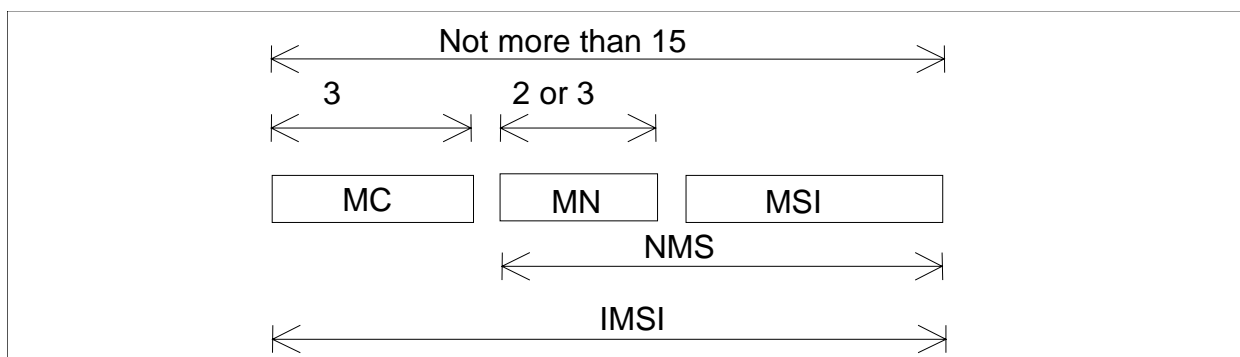 Not more than 15
3 2 or 3
MC MN MSI
NMS
IMSI